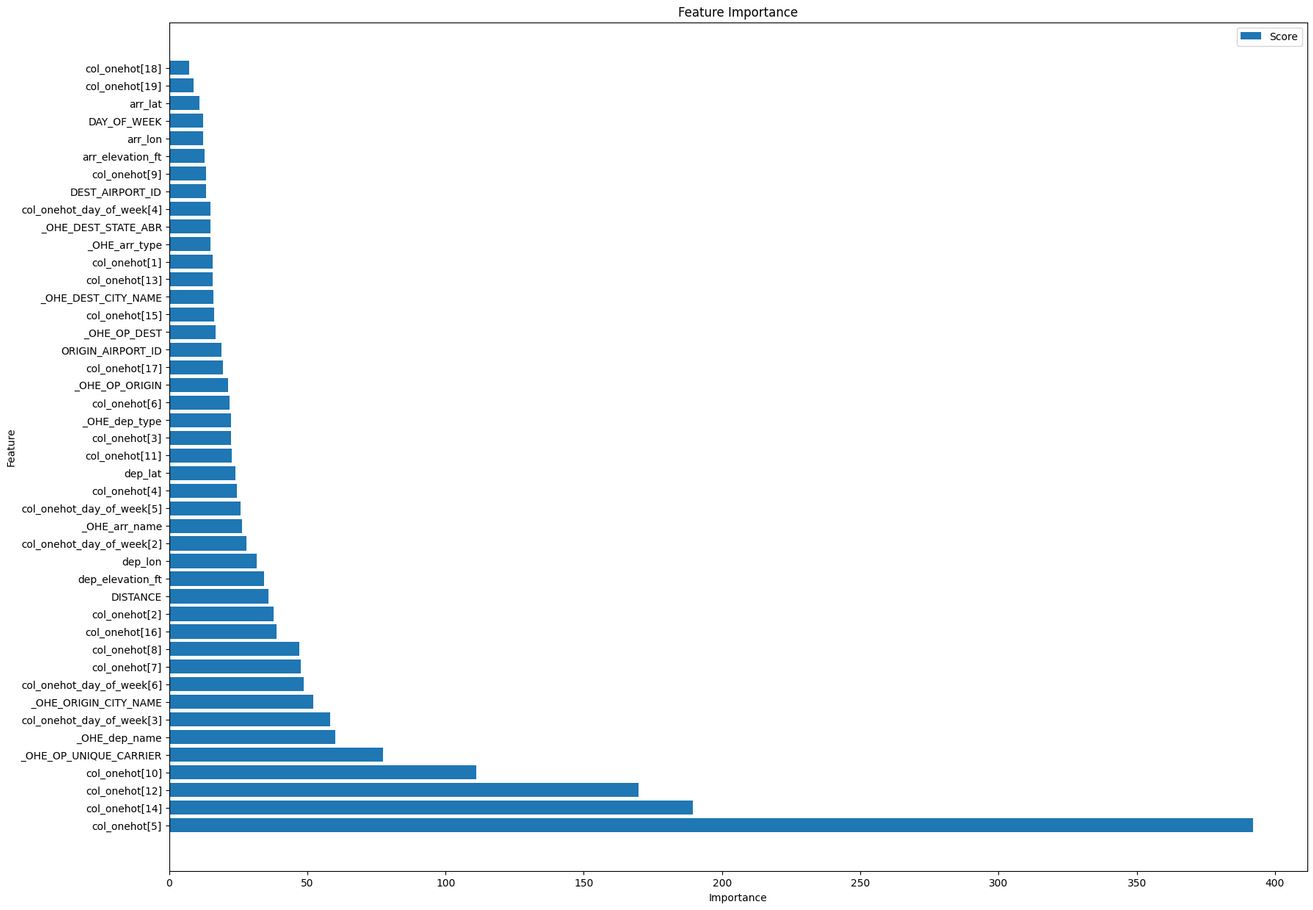 Feature Importance
Score
col_onehot[18]
col_onehot[19]
arr_lat
DAY_OF_WEEK
arr_lon
arr_elevation_ft
col_onehot[9]
DEST_AIRPORT_ID
col_onehot_day_of_week[4]
_OHE_DEST_STATE_ABR
_OHE_arr_type
col_onehot[1]
col_onehot[13]
_OHE_DEST_CITY_NAME
col_onehot[15]
_OHE_OP_DEST
ORIGIN_AIRPORT_ID
col_onehot[17]
_OHE_OP_ORIGIN
col_onehot[6]
_OHE_dep_type
col_onehot[3]
col_onehot[11]
dep_lat
col_onehot[4]
col_onehot_day_of_week[5]
_OHE_arr_name
col_onehot_day_of_week[2]
dep_lon
dep_elevation_ft
DISTANCE
col_onehot[2]
col_onehot[16]
col_onehot[8]
col_onehot[7]
col_onehot_day_of_week[6]
_OHE_ORIGIN_CITY_NAME
col_onehot_day_of_week[3]
_OHE_dep_name
_OHE_OP_UNIQUE_CARRIER
col_onehot[10]
col_onehot[12]
col_onehot[14]
col_onehot[5]
Feature
0 50 100 150 200 250 300 350 400
Importance